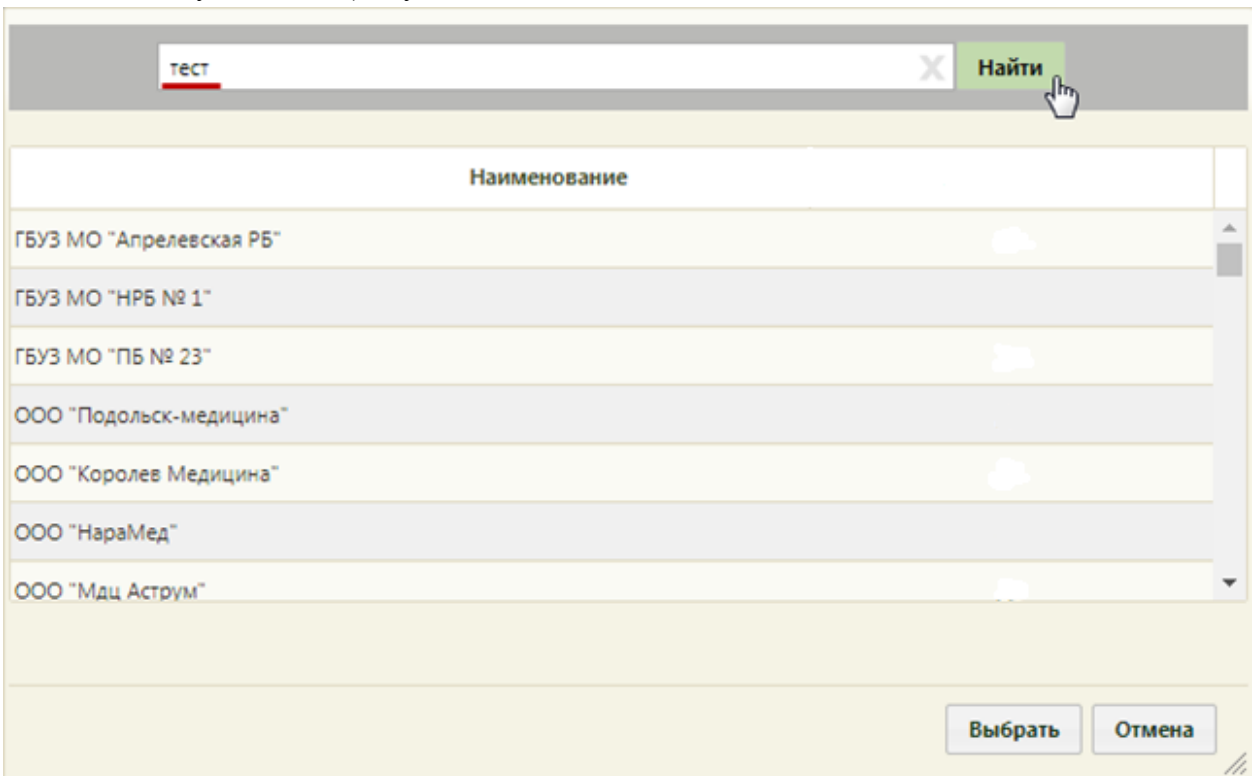 тест
X
Найти
Наименование
ГБУЗ МО "Апрелевская РБ"
ГБУЗ МО "НРБ № 1"
ГБУЗ МО "ПБ № 23"
ООО "Подольск-медицина"
ООО "Королев Медицина"
ООО "НараМед"
ООО "Мдц Аструм"
Выбрать
Отмена